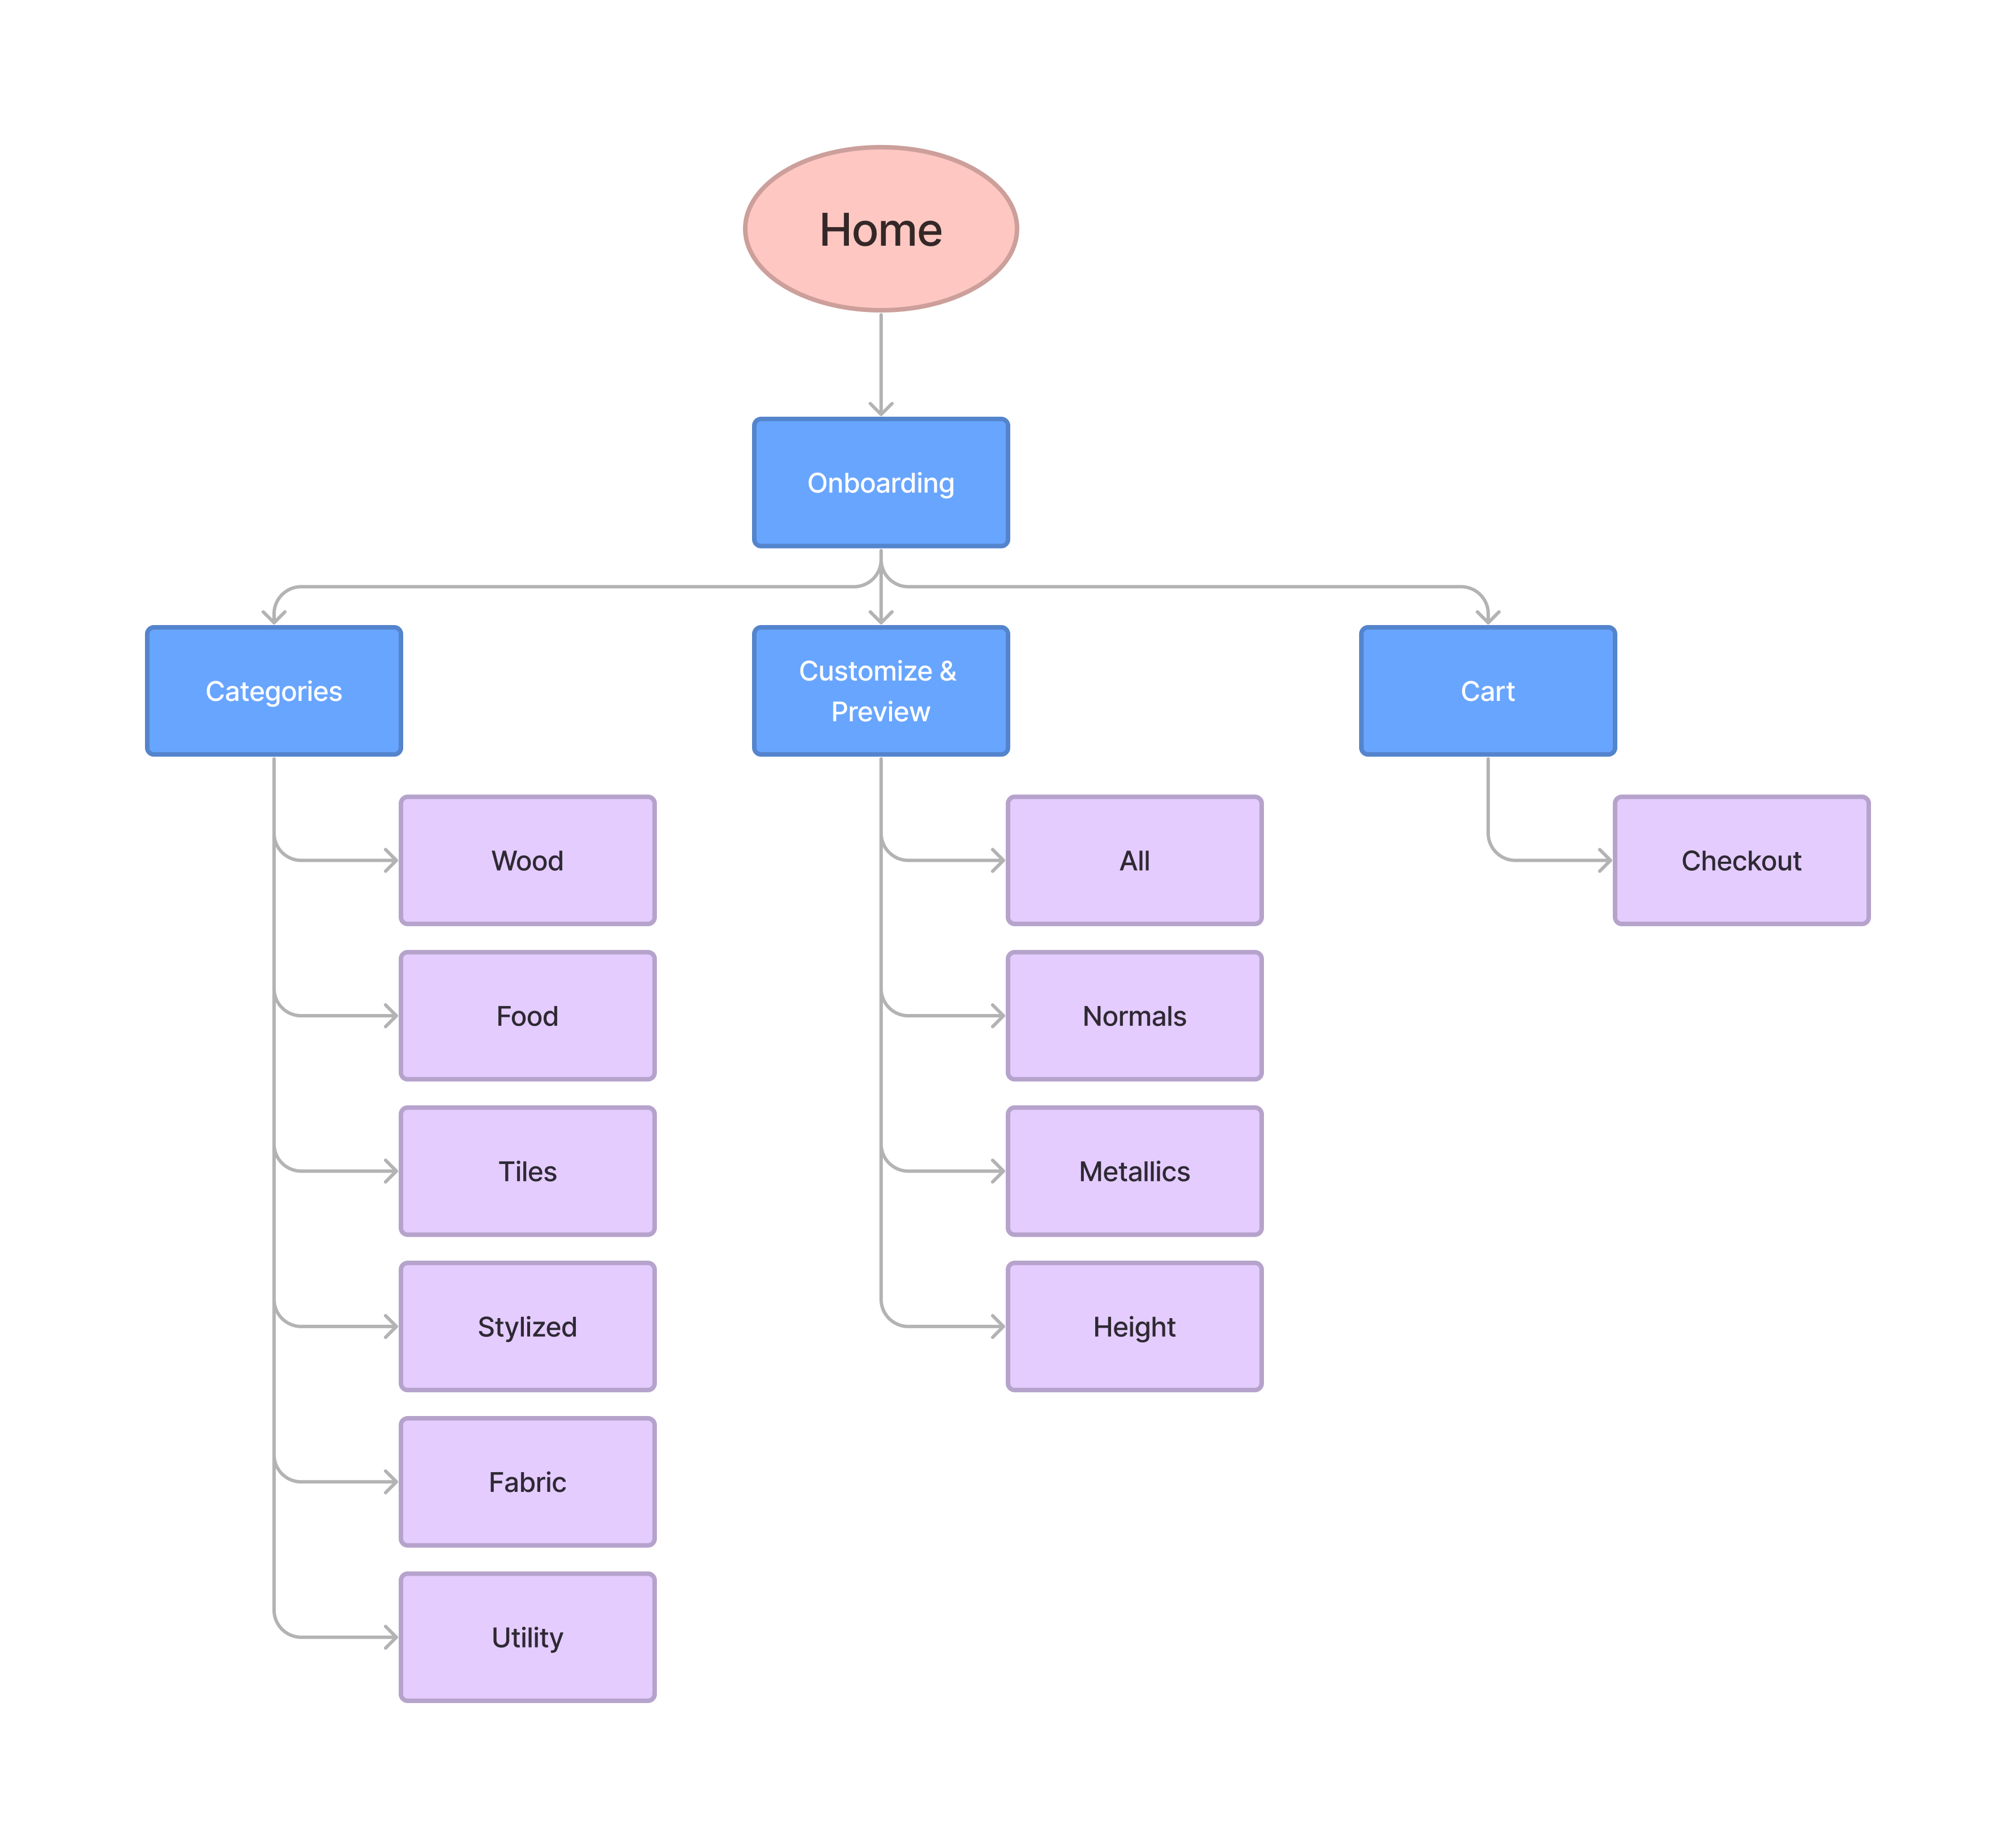 Home
Onboarding
Categories
Customize &
Preview
Cart
Wood
Food
Tiles
Stylized
Fabric
Utility
All
Normals
Metallics
Height
Checkout